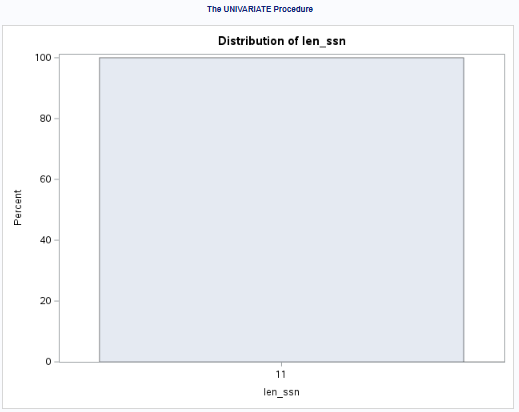 The UNIVARIATE Procedure
Distribution of len_ssn
100
80
60
40
20
0
Percent
11
len_ssn